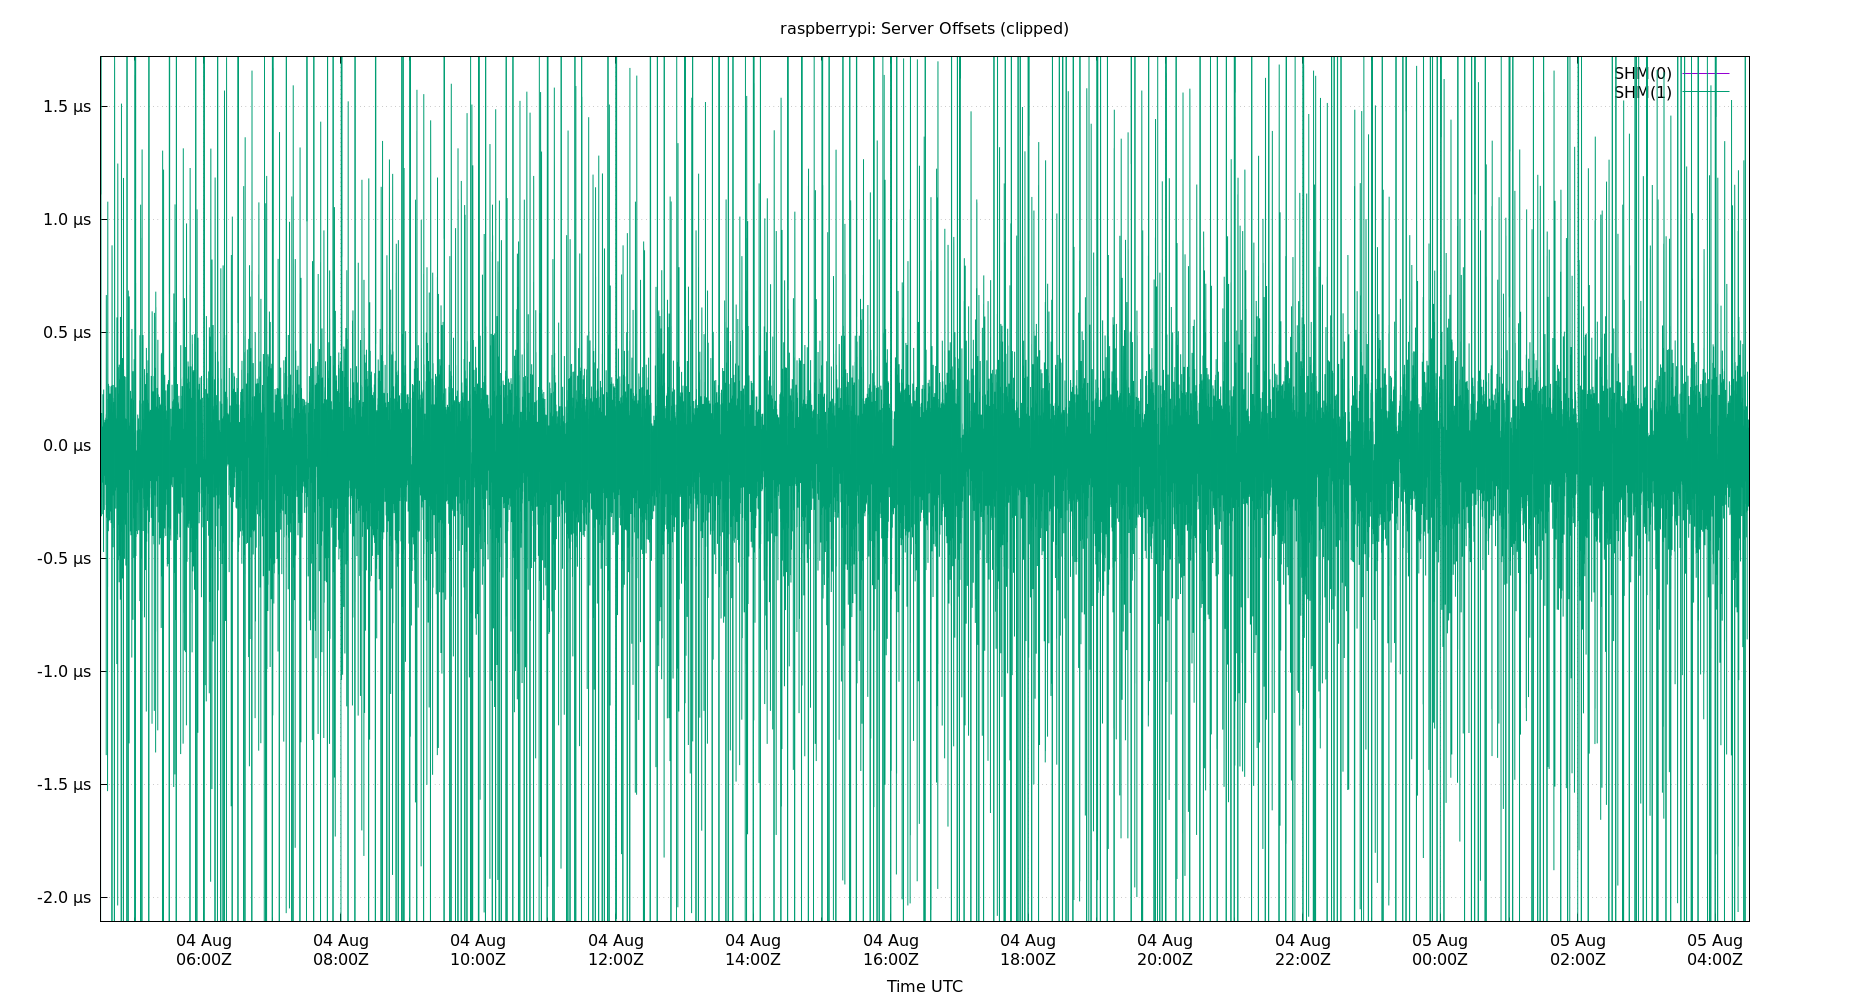 raspberrypi: Server Offsets (clipped)
SHM(0)
SHM(1)
1.5 µs
1.0 µs
0.5 µs
0.0 µs
-0.5 µs
-1.0 µs
-1.5 µs
-2.0 µs
04 Aug 04 Aug 04 Aug 04 Aug 04 Aug 04 Aug 04 Aug 04 Aug 04 Aug 05 Aug 05 Aug 05 Aug
06:00Z 08:00Z 10:00Z 12:00Z 14:00Z 16:00Z 18:00Z 20:00Z 22:00Z 00:00Z 02:00Z 04:00Z
Time UTC